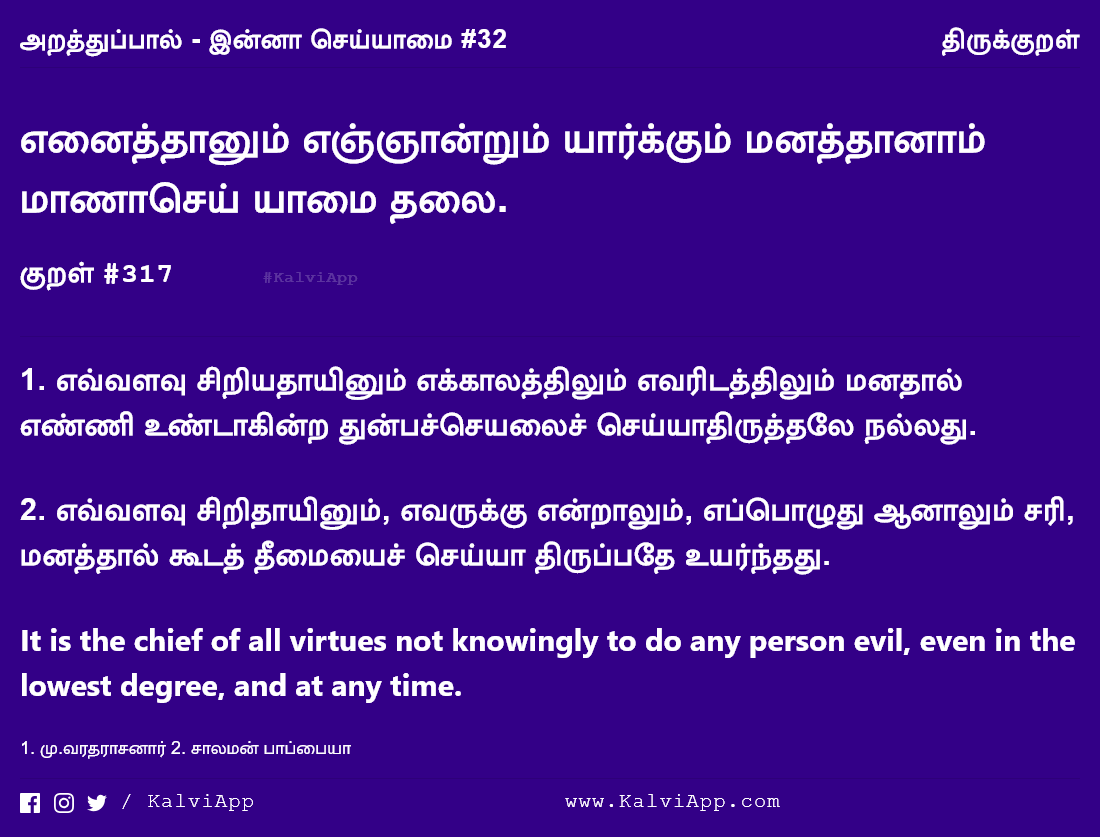 அறத்துப்பால் - இன்னா செய்யாமை #32
திருக்குறள்
எனைத்தானும் எஞ்ஞான்றும் யார்க்கும் மனத்தானாம்
மாணாசெய் யாமை தலை.
குறள் #317
#KalviApp
1. எவ்வளவு சிறியதாயினும் எக்காலத்திலும் எவரிடத்திலும் மனதால்
எண்ணி உண்டாகின்ற துன்பச்செயலைச் செய்யாதிருத்தலே நல்லது.
2. எவ்வளவு சிறிதாயினும், எவருக்கு என்றாலும், எப்பொழுது ஆனாலும் சரி,
மனத்தால் கூடத் தீமையைச் செய்யா திருப்பதே உயர்ந்தது.
It is the chief of all virtues not knowingly to do any person evil, even in the
lowest degree, and at any time.
1. மு.வரதராசனார் 2. சாலமன் பாப்பையா
/ KalviApp
www.KalviApp.com